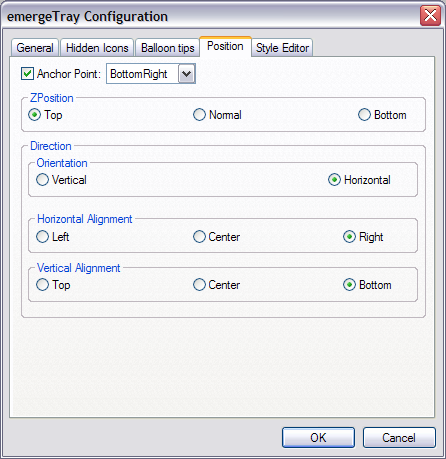 emergeTray Configuration
General Hidden Icons Balloon tips Position Style Editor
Anchor Point: BottomRight
ZPosition
Top Normal Bottom
Direction
Orientation
Vertical Horizontal
Horizontal Alignment
Left Center Right
Vertical Alignment
Top Center Bottom
OK Cancel